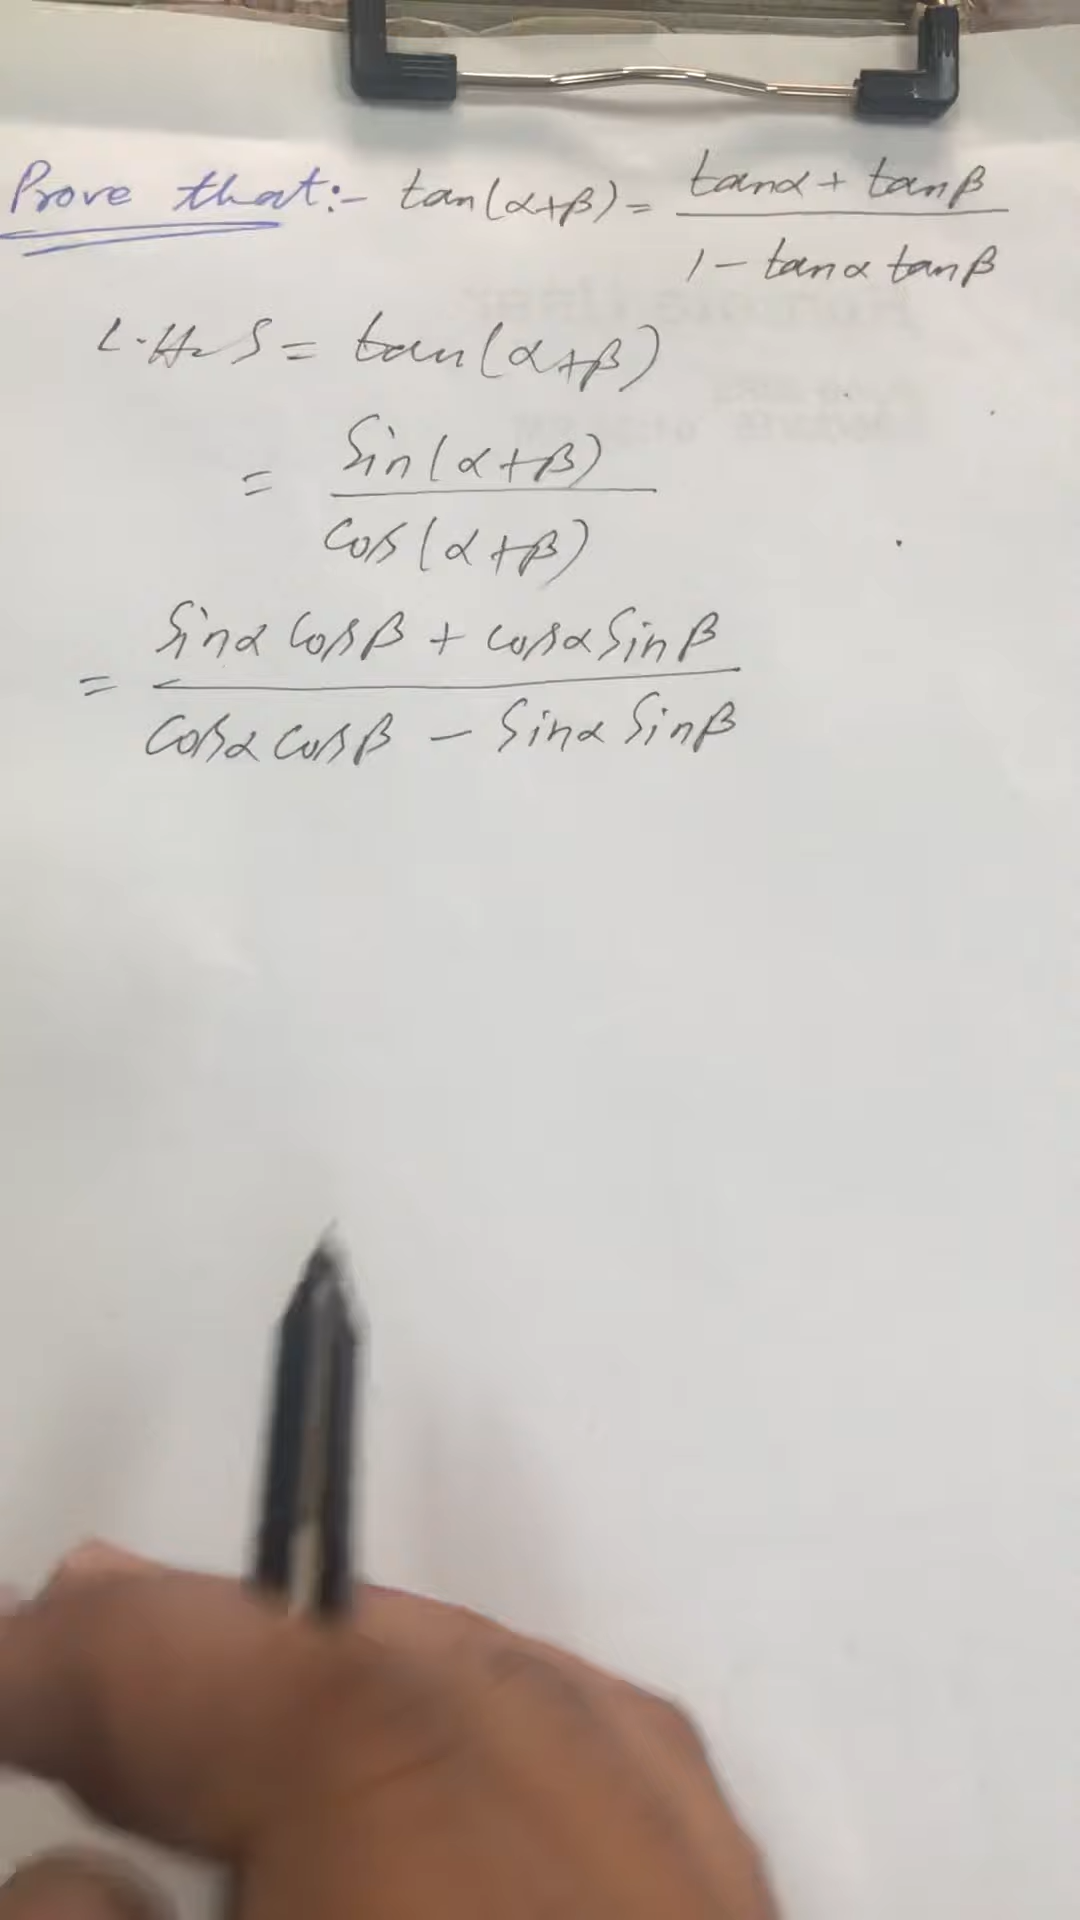 Prove that:- tan(α+β) = (tanα + tanβ) / (1 - tanα tanβ)
L.H.S = tan(α+β)
= Sin(α+β) / Cos(α+β)
= (Sinα Cosβ + Cosα Sinβ) / (Cosα Cosβ - Sinα Sinβ)